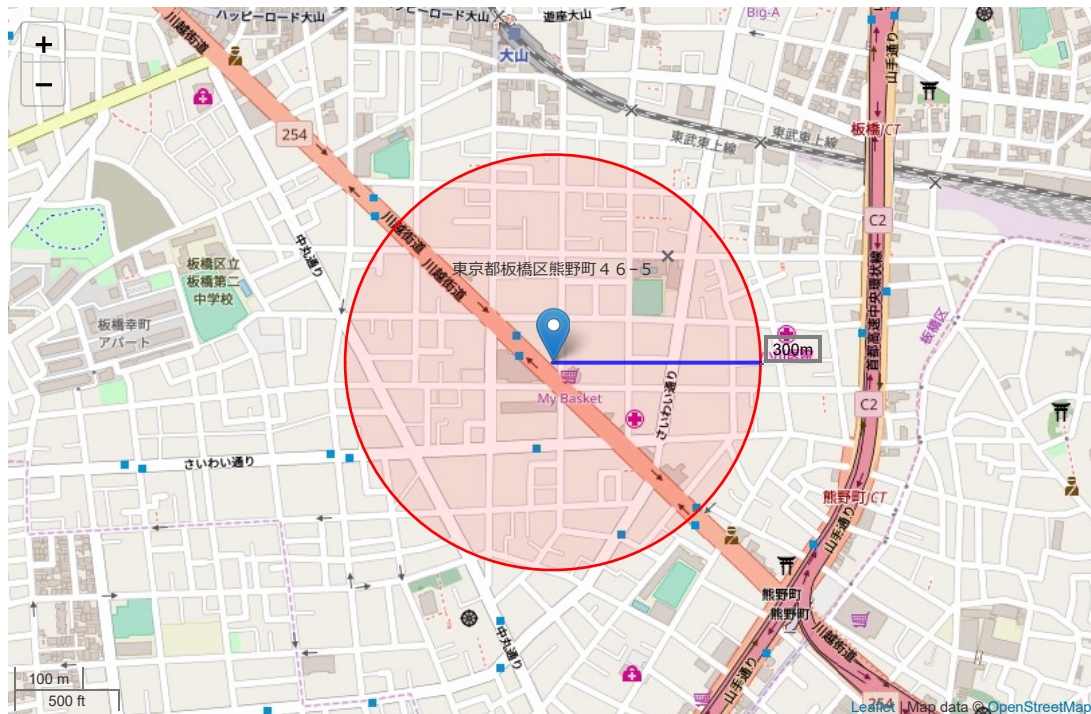 ハッピーロード大山
ハッピーロード大山
遊座大山
Big-A
川越街道
+
−
大山
山手通り
254
東武東上線
東武東上線
板橋JCT
C2
中丸通り
川越街道
川越街道
東京都板橋区熊野町４６−５
板橋区立
板橋第二
中学校
板橋幸町
アパート
首都高速中央環状線
板橋区
300m
My Basket
さいわい通り
C2
さいわい通り
熊野町JCT
山手通り
熊野町
熊野町
中丸通り
川越街道
山手通り
100 m
500 ft
254
Leaflet | Map data © OpenStreetMap